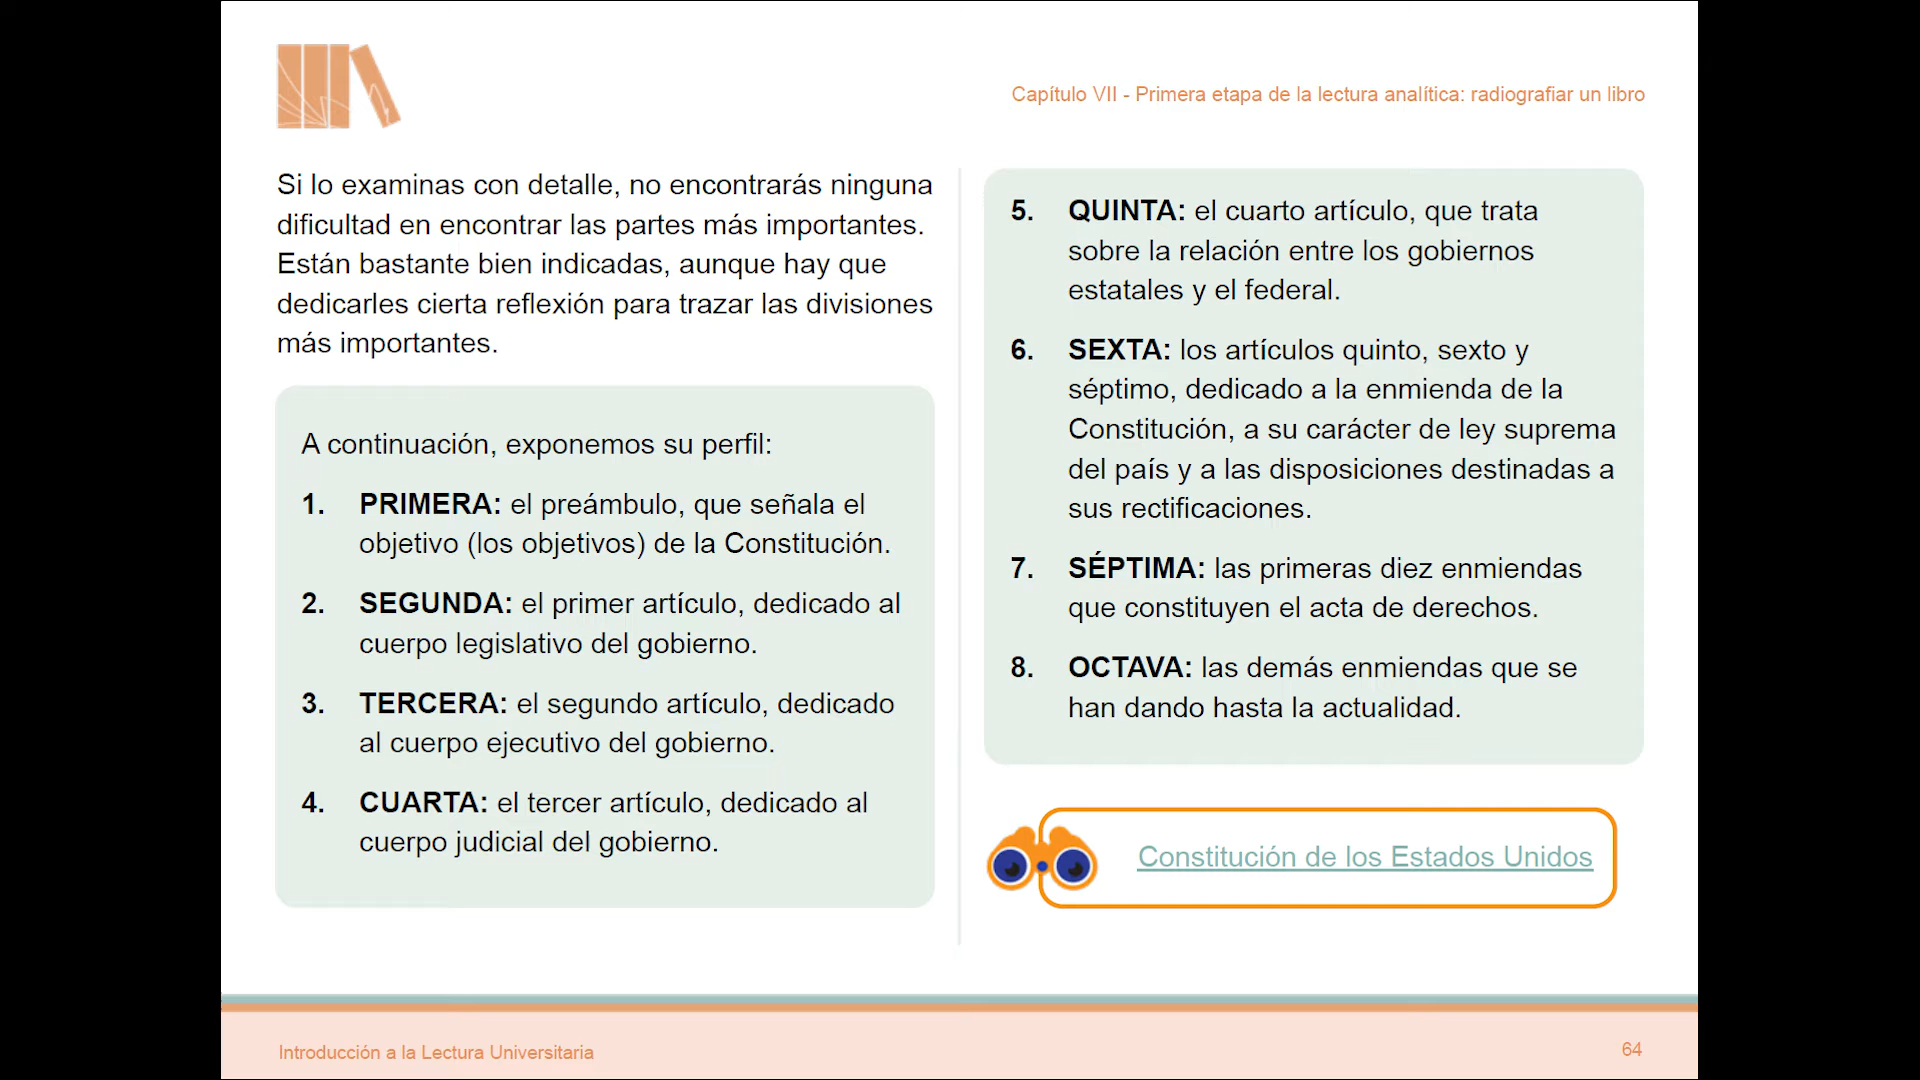 Capítulo VII - Primera etapa de la lectura analítica: radiografiar un libro
Si lo examinas con detalle, no encontrarás ninguna
dificultad en encontrar las partes más importantes.
Están bastante bien indicadas, aunque hay que
dedicarles cierta reflexión para trazar las divisiones
más importantes.
A continuación, exponemos su perfil:
1. PRIMERA: el preámbulo, que señala el
objetivo (los objetivos) de la Constitución.
2. SEGUNDA: el primer artículo, dedicado al
cuerpo legislativo del gobierno.
3. TERCERA: el segundo artículo, dedicado
al cuerpo ejecutivo del gobierno.
4. CUARTA: el tercer artículo, dedicado al
cuerpo judicial del gobierno.
5. QUINTA: el cuarto artículo, que trata
sobre la relación entre los gobiernos
estatales y el federal.
6. SEXTA: los artículos quinto, sexto y
séptimo, dedicado a la enmienda de la
Constitución, a su carácter de ley suprema
del país y a las disposiciones destinadas a
sus rectificaciones.
7. SÉPTIMA: las primeras diez enmiendas
que constituyen el acta de derechos.
8. OCTAVA: las demás enmiendas que se
han dando hasta la actualidad.
Constitución de los Estados Unidos
Introducción a la Lectura Universitaria
64